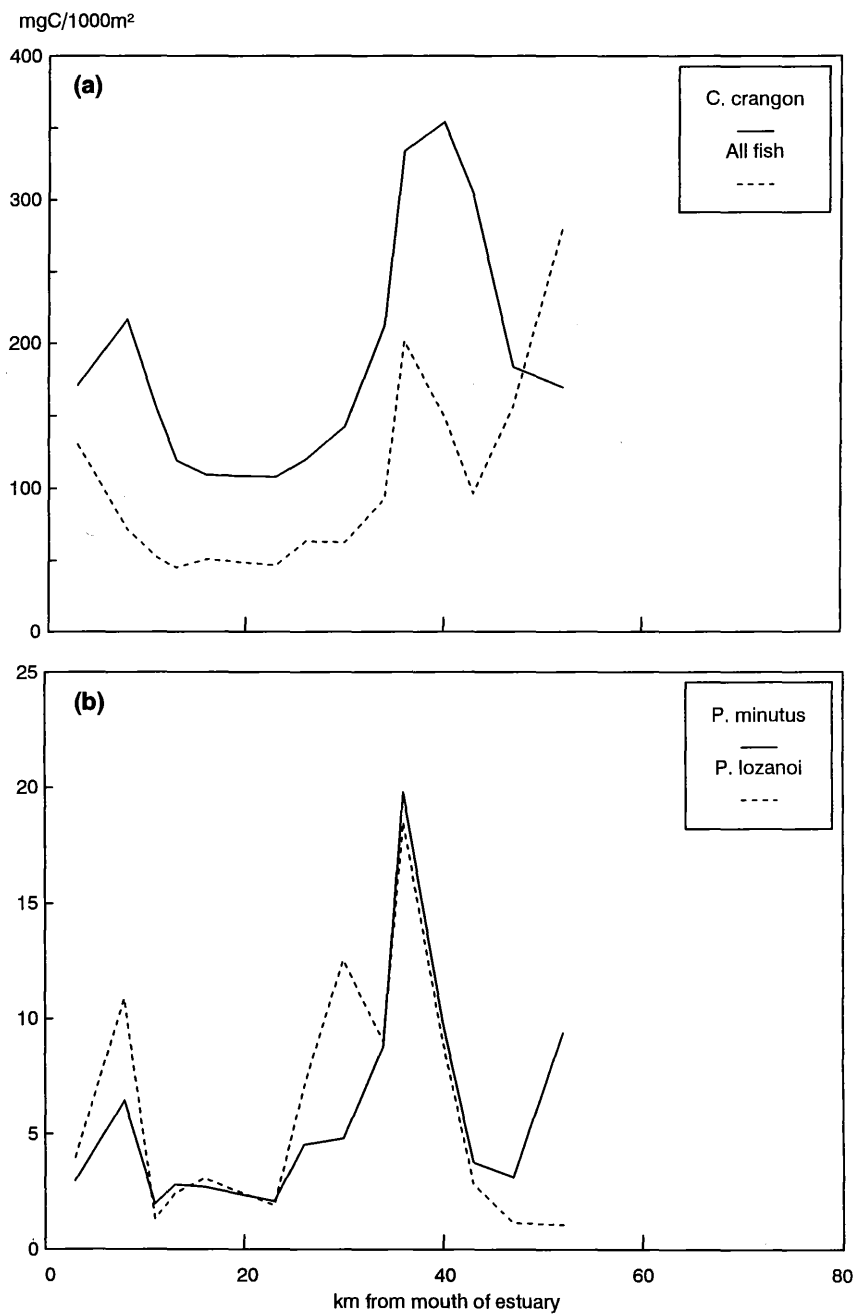 mgC/1000m²
400
(a)
C. crangon
All fish
300
200
100
0
25
(b)
P. minutus
P. lozanoi
20
15
10
5
0
0 20 40 60 80
km from mouth of estuary